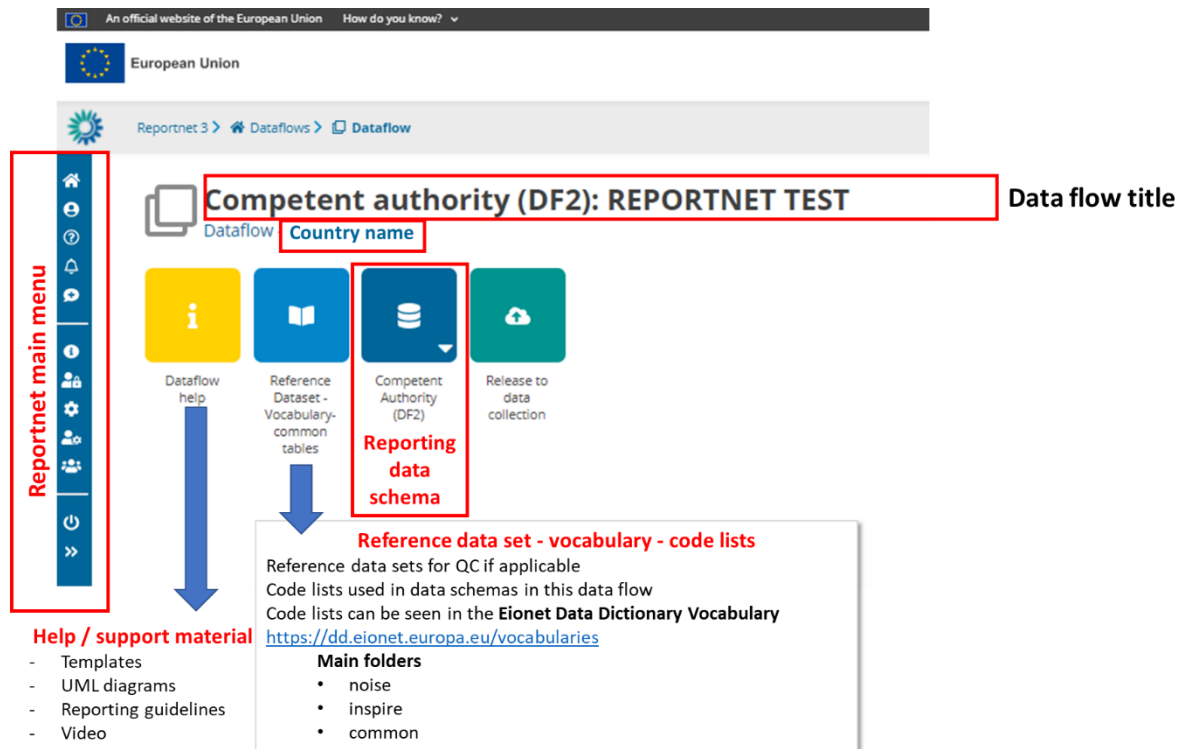 An official website of the European Union How do you know?
European Union
Reportnet 3 > Dataflows > Dataflow
Competent authority (DF2): REPORTNET TEST
Data flow title
Dataflow - Country name
Reportnet main menu
Dataflow
help
Reference
Dataset -
Vocabulary-
common
tables
Competent
Authority
(DF2)
Reporting
data
schema
Release to
data
collection
Reference data set - vocabulary - code lists
Reference data sets for QC if applicable
Code lists used in data schemas in this data flow
Code lists can be seen in the Eionet Data Dictionary Vocabulary
https://dd.eionet.europa.eu/vocabularies
Main folders
• noise
• inspire
• common
Help / support material
- Templates
- UML diagrams
- Reporting guidelines
- Video